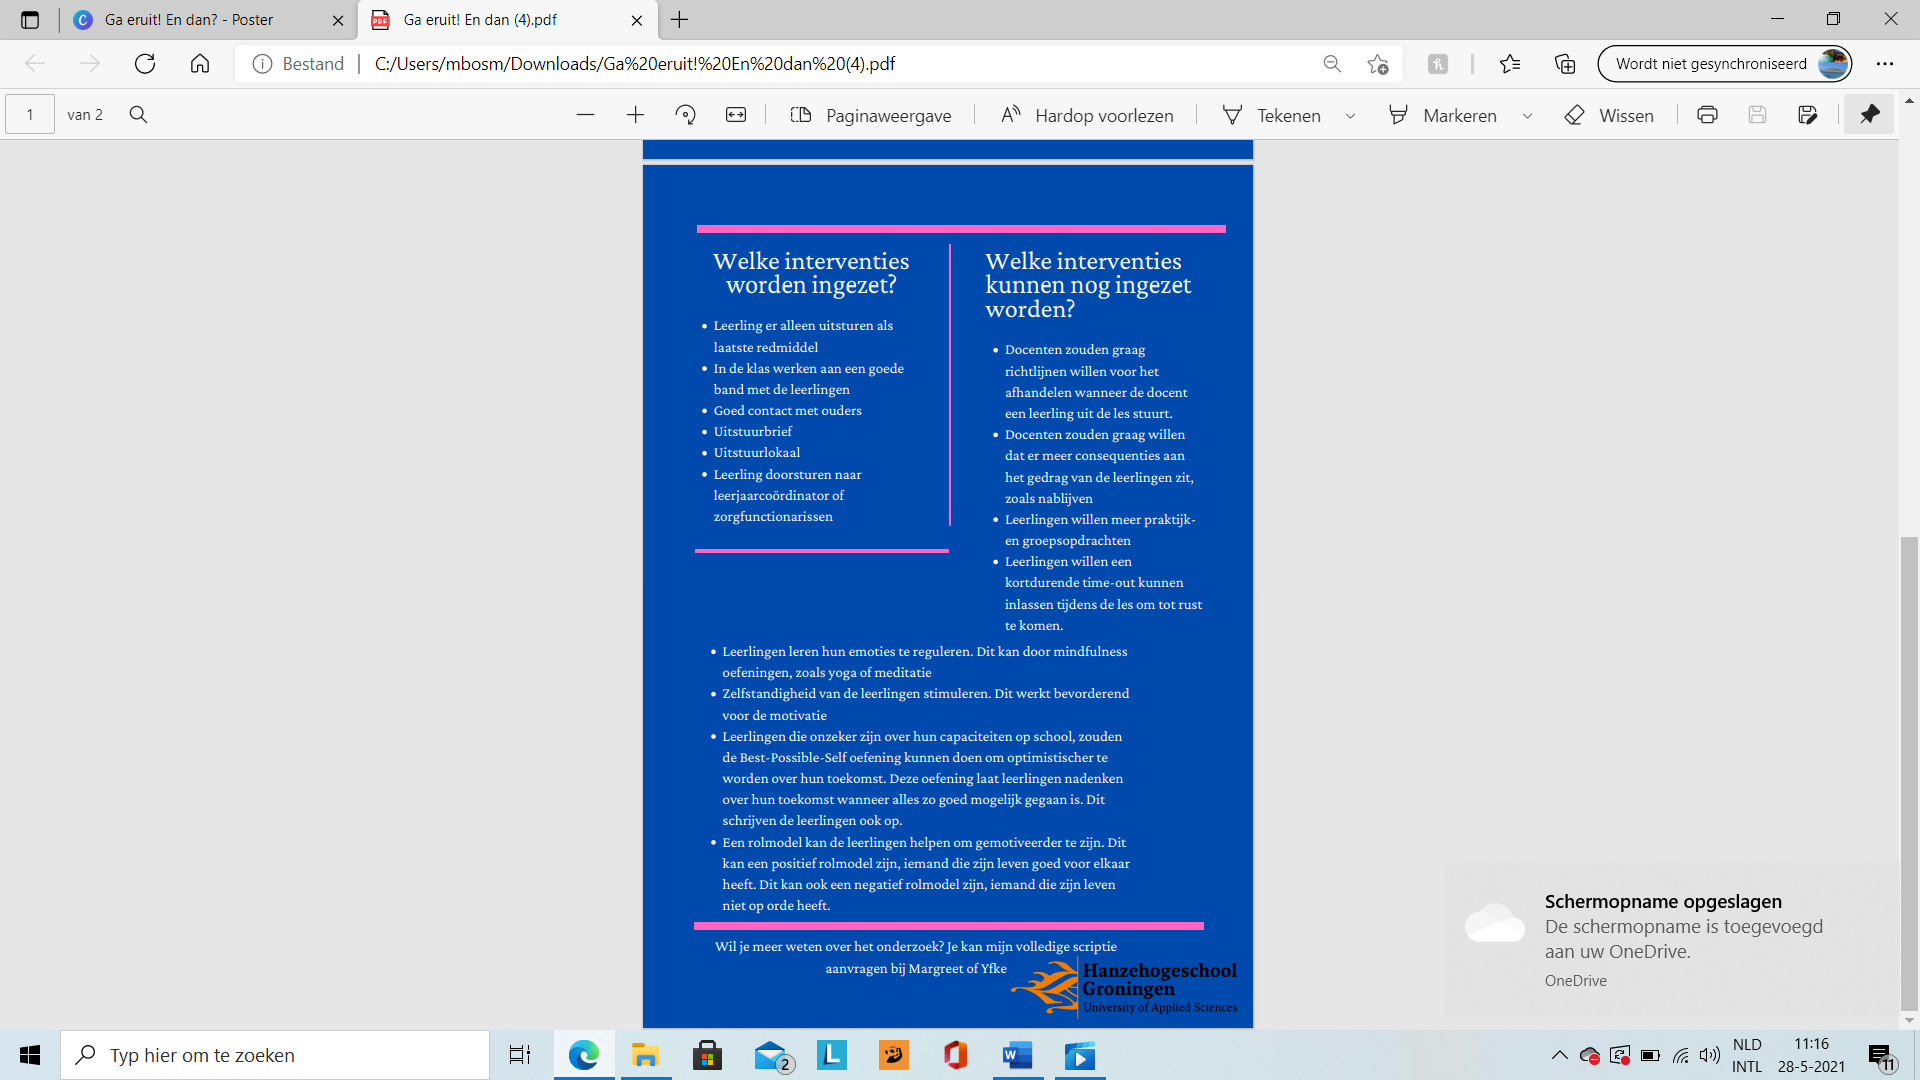 Ga eruit! En dan? - Poster
Ga eruit! En dan (4).pdf
Bestand
C:/Users/mbosm/Downloads/Ga%20eruit!%20En%20dan%20(4).pdf
Wordt niet gesynchroniseerd
1
van 2
Paginaweergave
Hardop voorlezen
Tekenen
Markeren
Wissen
Welke interventies
worden ingezet?
• Leerling er alleen uitsturen als
laatste redmiddel
• In de klas werken aan een goede
band met de leerlingen
• Goed contact met ouders
• Uitstuurbrief
• Uitstuurlokaal
• Leerling doorsturen naar
leerjaarcoördinator of
zorgfunctionarissen
Welke interventies
kunnen nog ingezet
worden?
• Docenten zouden graag
richtlijnen willen voor het
afhandelen wanneer de docent
een leerling uit de les stuurt.
• Docenten zouden graag willen
dat er meer consequenties aan
het gedrag van de leerlingen zit,
zoals nablijven
• Leerlingen willen meer praktijk-
en groepsopdrachten
• Leerlingen willen een
kortdurende time-out kunnen
inlassen tijdens de les om tot rust
te komen.
• Leerlingen leren hun emoties te reguleren. Dit kan door mindfulness
oefeningen, zoals yoga of meditatie
• Zelfstandigheid van de leerlingen stimuleren. Dit werkt bevorderend
voor de motivatie
• Leerlingen die onzeker zijn over hun capaciteiten op school, zouden
de Best-Possible-Self oefening kunnen doen om optimistischer te
worden over hun toekomst. Deze oefening laat leerlingen nadenken
over hun toekomst wanneer alles zo goed mogelijk gegaan is. Dit
schrijven de leerlingen ook op.
• Een rolmodel kan de leerlingen helpen om gemotiveerder te zijn. Dit
kan een positief rolmodel zijn, iemand die zijn leven goed voor elkaar
heeft. Dit kan ook een negatief rolmodel zijn, iemand die zijn leven
niet op orde heeft.
Wil je meer weten over het onderzoek? Je kan mijn volledige scriptie
aanvragen bij Margreet of Yfke
Hanzehogeschool
Groningen
University of Applied Sciences
Schermopname opgeslagen
De schermopname is toegevoegd
aan uw OneDrive.
OneDrive
Typ hier om te zoeken
2
NLD
INTL
11:16
28-5-2021
11